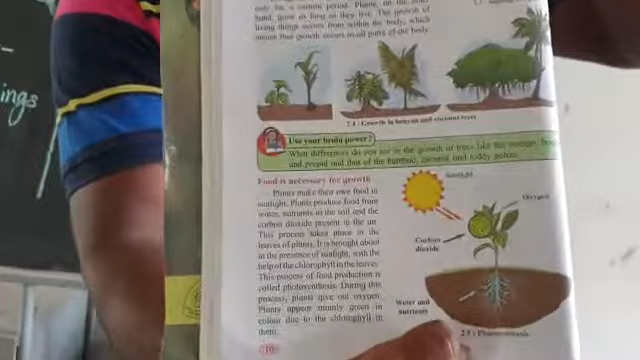 ings
only for a certain period. Plants, on the other
hand, grow as long as they live. The growth of
living things occurs from within the body, which
means that growth occurs in all parts of the body.
2.4 : Growth in banyan and coconut trees
Use your brain power!
What differences do you see in the growth of trees like the mango,
and peepul and that of the bamboo, coconut and toddy palms.
Food is necessary for growth
Plants make their own food in
sunlight. Plants produce food from
water, nutrients in the soil and the
carbon dioxide present in the air.
This process takes place in the
leaves of plants. It is brought about
in the presence of sunlight, with the
help of the chlorophyll in the leaves.
This process of food production is
called photosynthesis. During this
process, plants give out oxygen.
Plants appear mainly green in
colour due to the chlorophyll in
them.
Sunlight
Oxygen
Carbon
dioxide
Water and
nutrients
2.5 : Photosynthesis
10